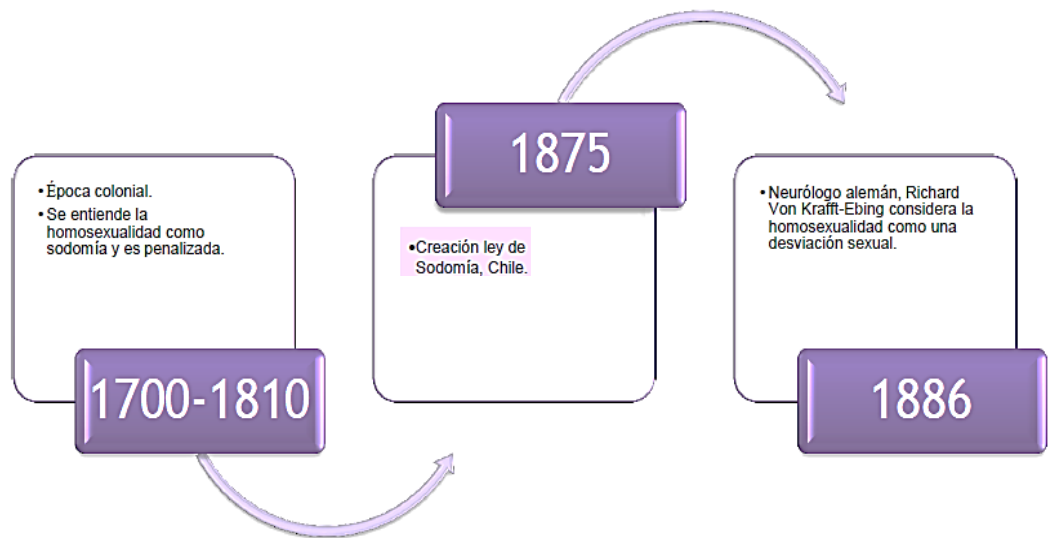 • Época colonial.
• Se entiende la
homosexualidad como
sodomía y es penalizada.
1700-1810
1875
•Creación ley de
Sodomía, Chile.
• Neurólogo alemán, Richard
Von Krafft-Ebing considera la
homosexualidad como una
desviación sexual.
1886